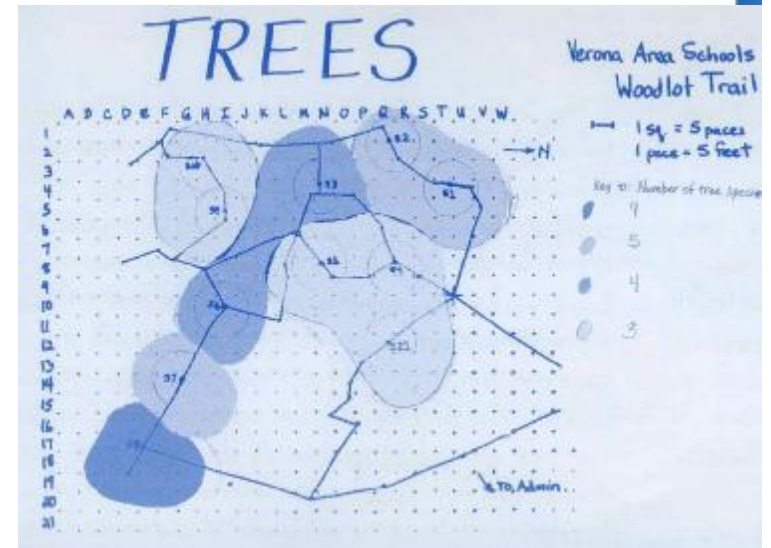 TREES
Verona Area Schools
Woodlot Trail
1 sq = 5 paces
1 pace = 5 feet
A B C D E F G H I J K L M N O P Q R S T U V W
N
Key to: Number of tree species
5
4
3
1
2
3
4
5
6
7
8
9
10
11
12
13
14
15
16
17
18
19
20
21
To Admin.